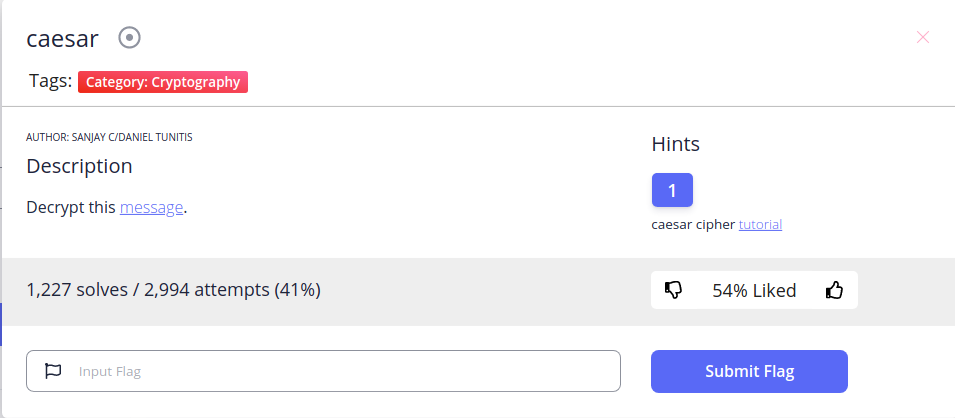 caesar
Tags: Category: Cryptography
AUTHOR: SANJAY C/DANIEL TUNITIS
Description
Decrypt this message.
Hints
1
caesar cipher tutorial
1,227 solves / 2,994 attempts (41%)
54% Liked
Input Flag
Submit Flag